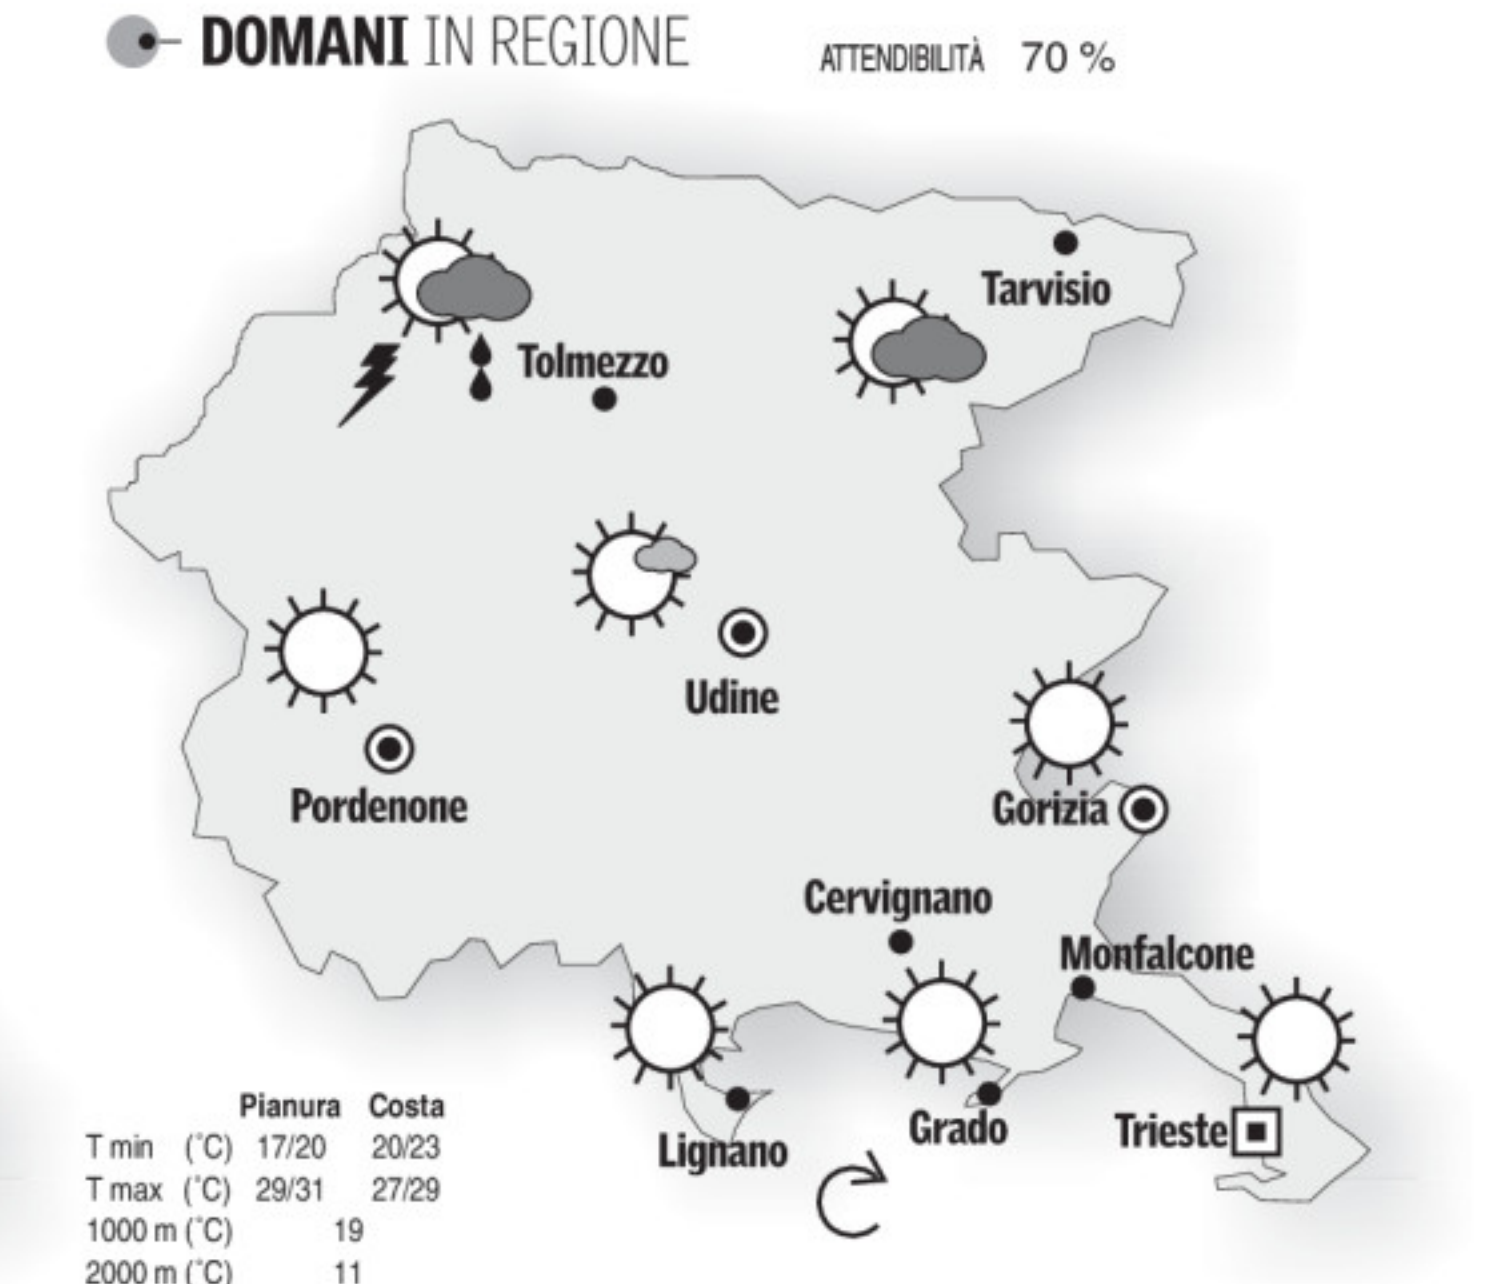 DOMANI IN REGIONE ATTENDIBILITÀ 70 %
Tarvisio
Tolmezzo
Udine
Pordenone
Gorizia
Cervignano
Monfalcone
Grado
Trieste
Lignano
Pianura Costa
T min (°C) 17/20 20/23
T max (°C) 29/31 27/29
1000 m (°C) 19
2000 m (°C) 11